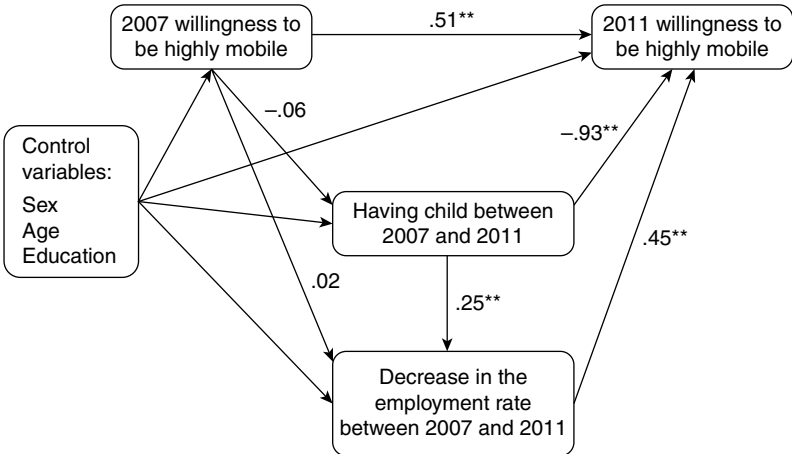 2007 willingness to
be highly mobile
.51**
2011 willingness to
be highly mobile
–.06
–.93**
Control
variables:
Sex
Age
Education
Having child between
2007 and 2011
.45**
.02
.25**
Decrease in the
employment rate
between 2007 and 2011